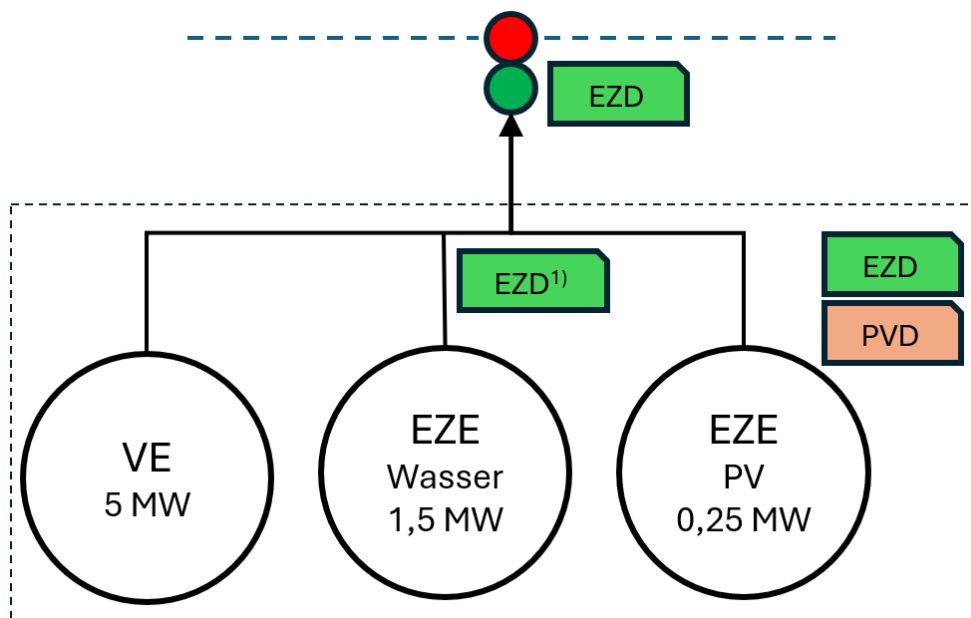 EZD
EZD
EZD¹⁾
PVD
VE
5 MW
EZE
Wasser
1,5 MW
EZE
PV
0,25 MW